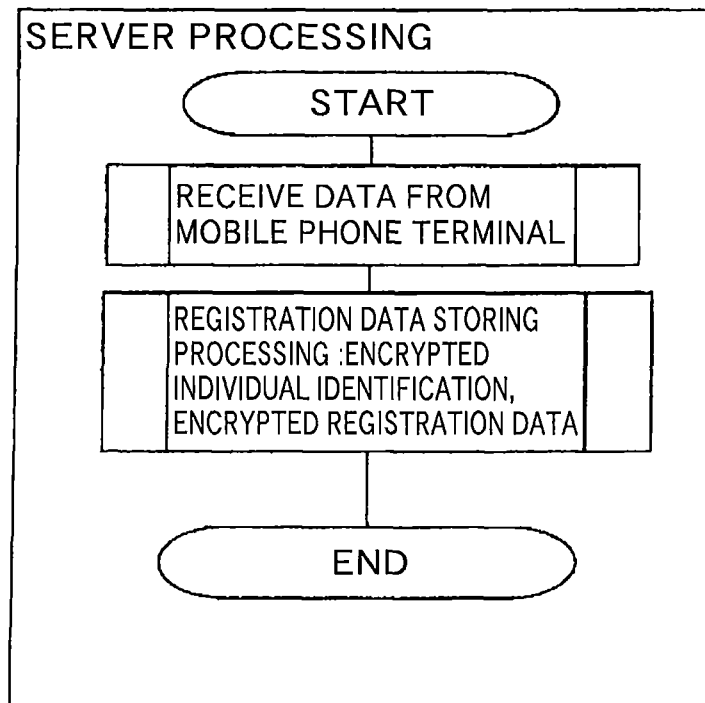 SERVER PROCESSING
START
RECEIVE DATA FROM
MOBILE PHONE TERMINAL
REGISTRATION DATA STORING
PROCESSING :ENCRYPTED
INDIVIDUAL IDENTIFICATION,
ENCRYPTED REGISTRATION DATA
END